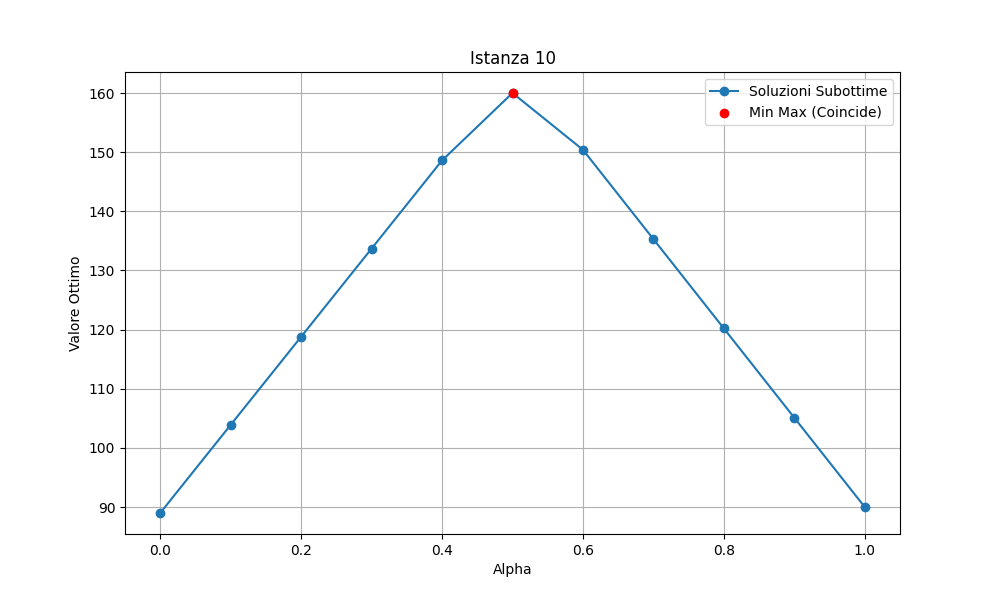 Istanza 10
Soluzioni Subottime
Min Max (Coincide)
Valore Ottimo
160
150
140
130
120
110
100
90
0.0
0.2
0.4
0.6
0.8
1.0
Alpha